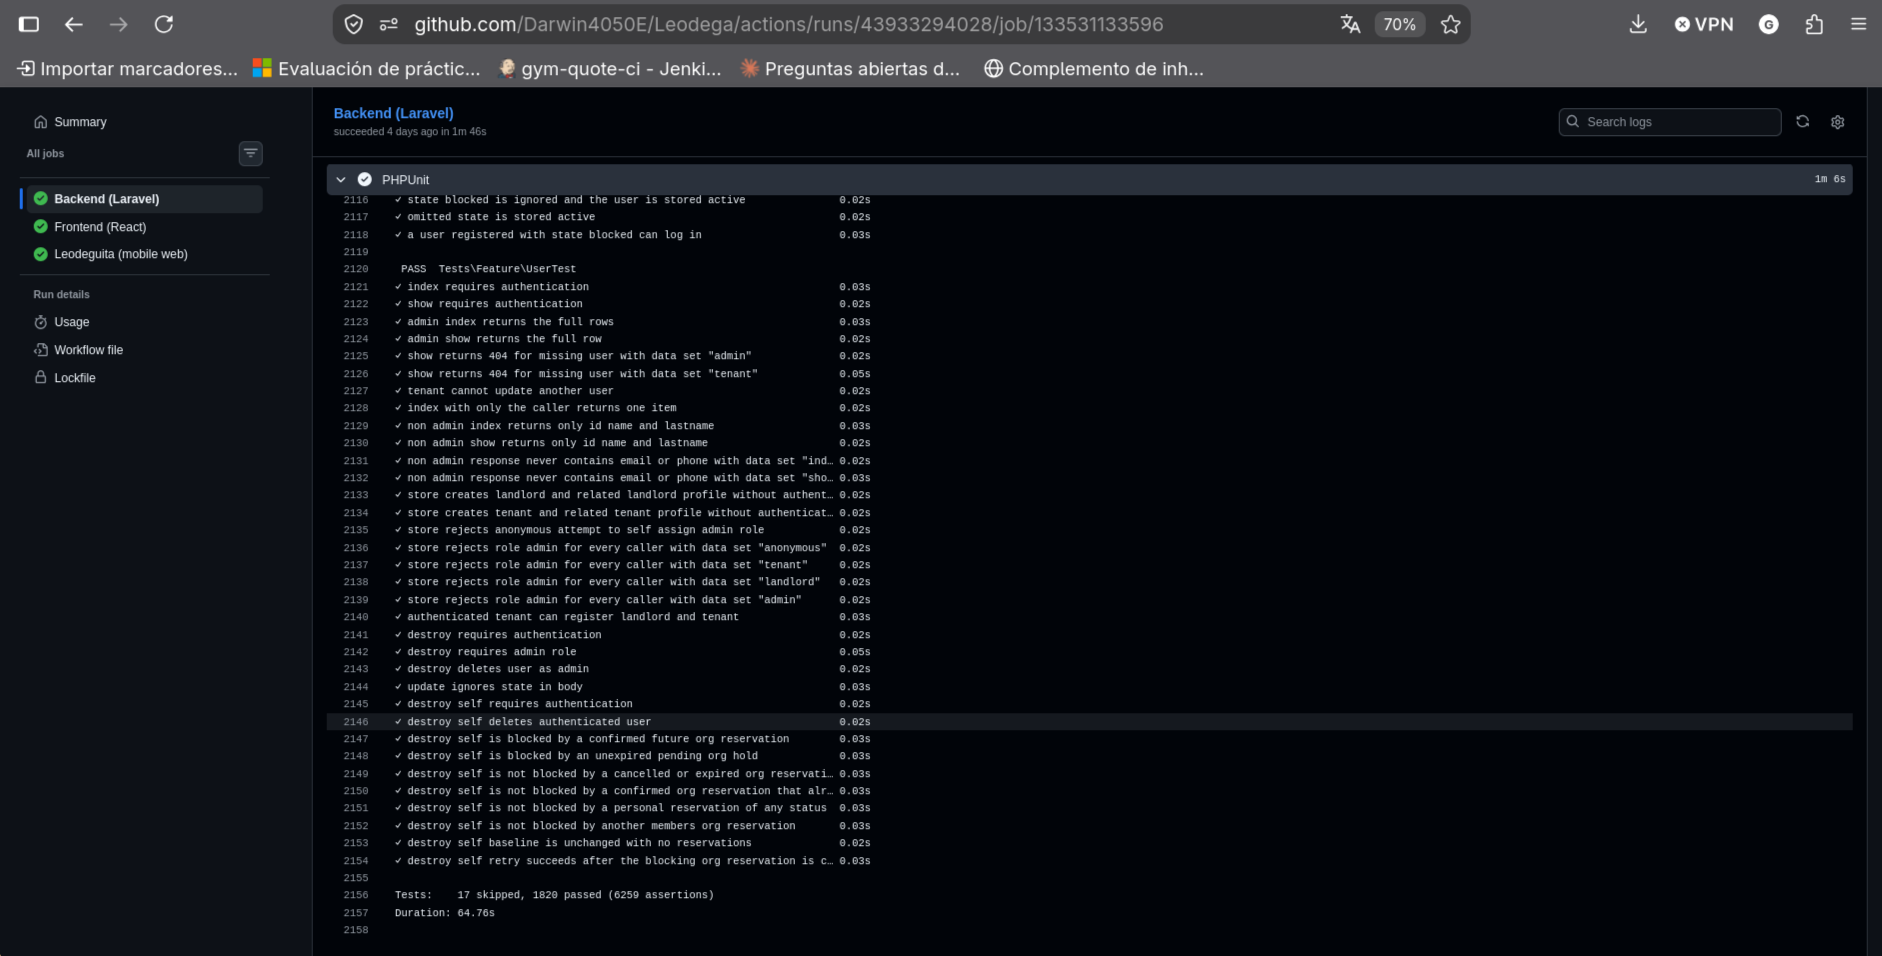 github.com/Darwin4050E/Leodega/actions/runs/43933294028/job/133531133596
70%
VPN
G
Importar marcadores...
Evaluación de práctic...
gym-quote-ci - Jenki...
Preguntas abiertas d...
Complemento de inh...
Summary
All jobs
Backend (Laravel)
Frontend (React)
Leodeguita (mobile web)
Run details
Usage
Workflow file
Lockfile
Backend (Laravel)
succeeded 4 days ago in 1m 46s
Search logs
PHPUnit 1m 6s
2116 ✓ state blocked is ignored and the user is stored active 0.02s
2117 ✓ omitted state is stored active 0.02s
2118 ✓ a user registered with state blocked can log in 0.03s
2119
2120 PASS Tests\Feature\UserTest
2121 ✓ index requires authentication 0.03s
2122 ✓ show requires authentication 0.02s
2123 ✓ admin index returns the full rows 0.03s
2124 ✓ admin show returns the full row 0.02s
2125 ✓ show returns 404 for missing user with data set "admin" 0.02s
2126 ✓ show returns 404 for missing user with data set "tenant" 0.05s
2127 ✓ tenant cannot update another user 0.02s
2128 ✓ index with only the caller returns one item 0.02s
2129 ✓ non admin index returns only id name and lastname 0.03s
2130 ✓ non admin show returns only id name and lastname 0.02s
2131 ✓ non admin response never contains email or phone with data set "ind… 0.02s
2132 ✓ non admin response never contains email or phone with data set "sho… 0.03s
2133 ✓ store creates landlord and related landlord profile without authent… 0.02s
2134 ✓ store creates tenant and related tenant profile without authenticat… 0.02s
2135 ✓ store rejects anonymous attempt to self assign admin role 0.02s
2136 ✓ store rejects role admin for every caller with data set "anonymous" 0.02s
2137 ✓ store rejects role admin for every caller with data set "tenant" 0.02s
2138 ✓ store rejects role admin for every caller with data set "landlord" 0.02s
2139 ✓ store rejects role admin for every caller with data set "admin" 0.02s
2140 ✓ authenticated tenant can register landlord and tenant 0.03s
2141 ✓ destroy requires authentication 0.02s
2142 ✓ destroy requires admin role 0.05s
2143 ✓ destroy deletes user as admin 0.02s
2144 ✓ update ignores state in body 0.03s
2145 ✓ destroy self requires authentication 0.02s
2146 ✓ destroy self deletes authenticated user 0.02s
2147 ✓ destroy self is blocked by a confirmed future org reservation 0.03s
2148 ✓ destroy self is blocked by an unexpired pending org hold 0.03s
2149 ✓ destroy self is not blocked by a cancelled or expired org reservati… 0.03s
2150 ✓ destroy self is not blocked by a confirmed org reservation that alr… 0.03s
2151 ✓ destroy self is not blocked by a personal reservation of any status 0.03s
2152 ✓ destroy self is not blocked by another members org reservation 0.03s
2153 ✓ destroy self baseline is unchanged with no reservations 0.02s
2154 ✓ destroy self retry succeeds after the blocking org reservation is c… 0.03s
2155
2156 Tests: 17 skipped, 1820 passed (6259 assertions)
2157 Duration: 64.76s
2158